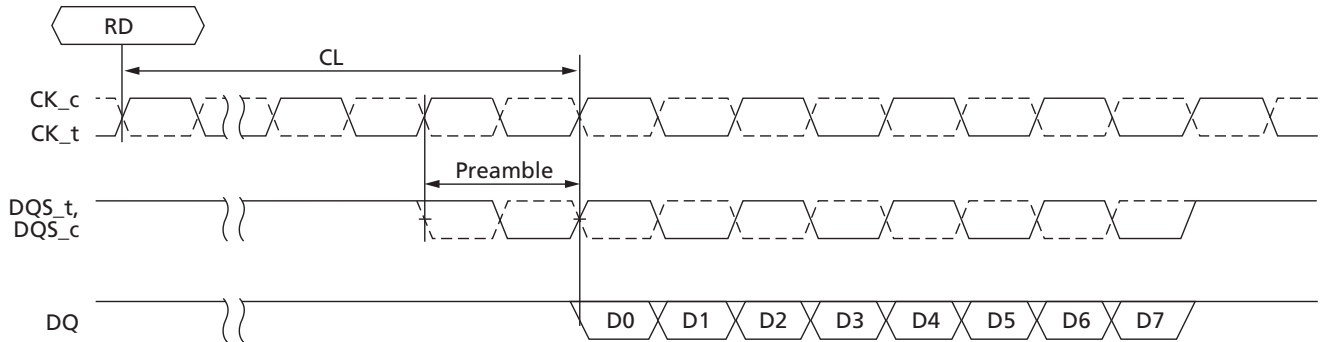 RD
CL
CK_c
CK_t
Preamble
DQS_t,
DQS_c
DQ
D0 D1 D2 D3 D4 D5 D6 D7